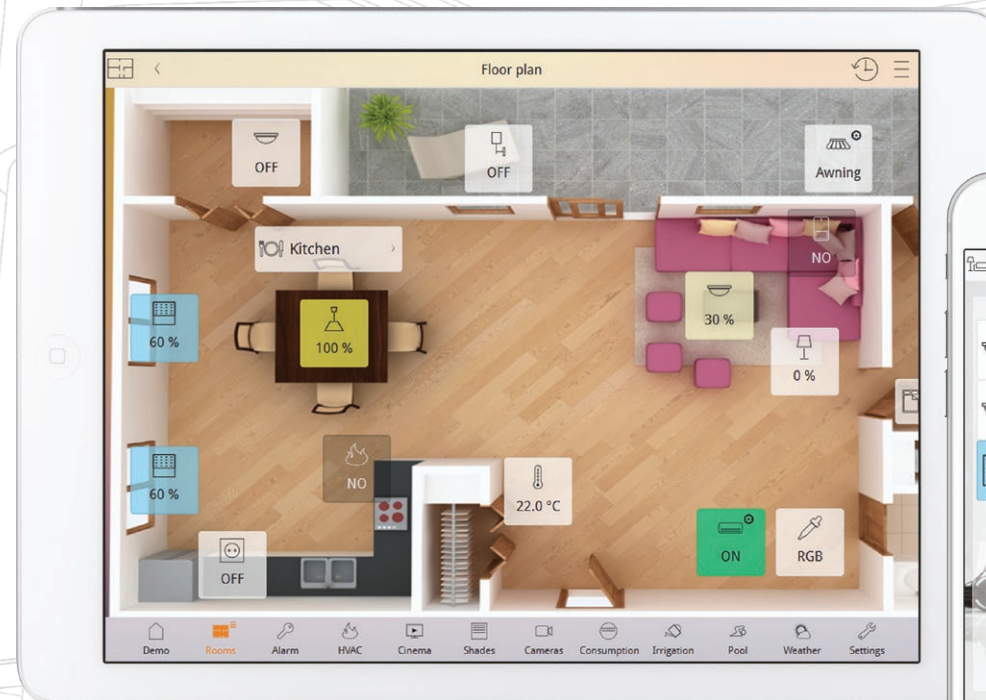 Floor plan
OFF
OFF
Awning
Kitchen
NO
60 %
100 %
30 %
0 %
NO
60 %
22.0 °C
OFF
ON
RGB
Demo
Rooms
Alarm
HVAC
Cinema
Shades
Cameras
Consumption
Irrigation
Pool
Weather
Settings